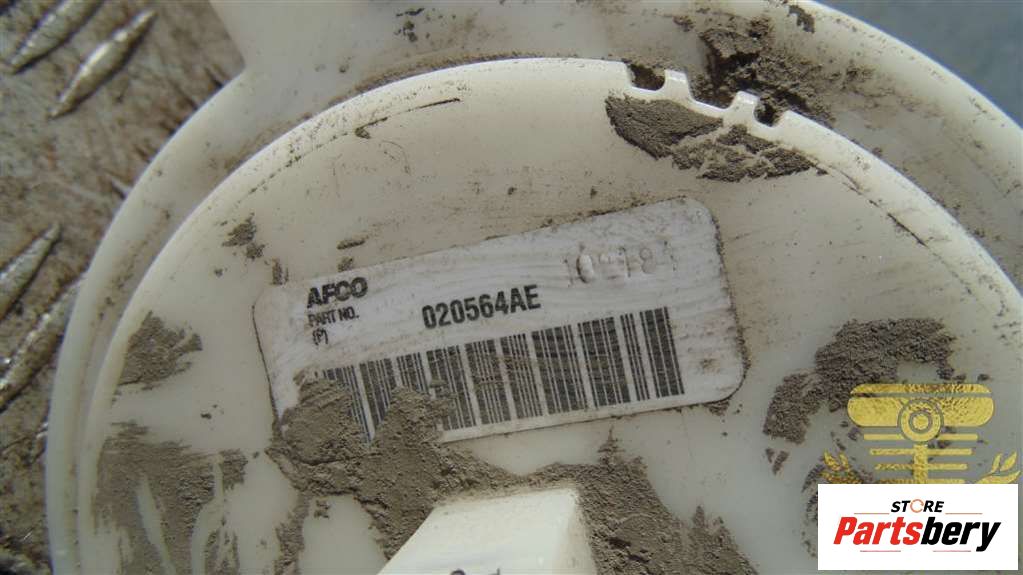 AFCO
PART NO.
(P)
020564AE
STORE
Partsbery